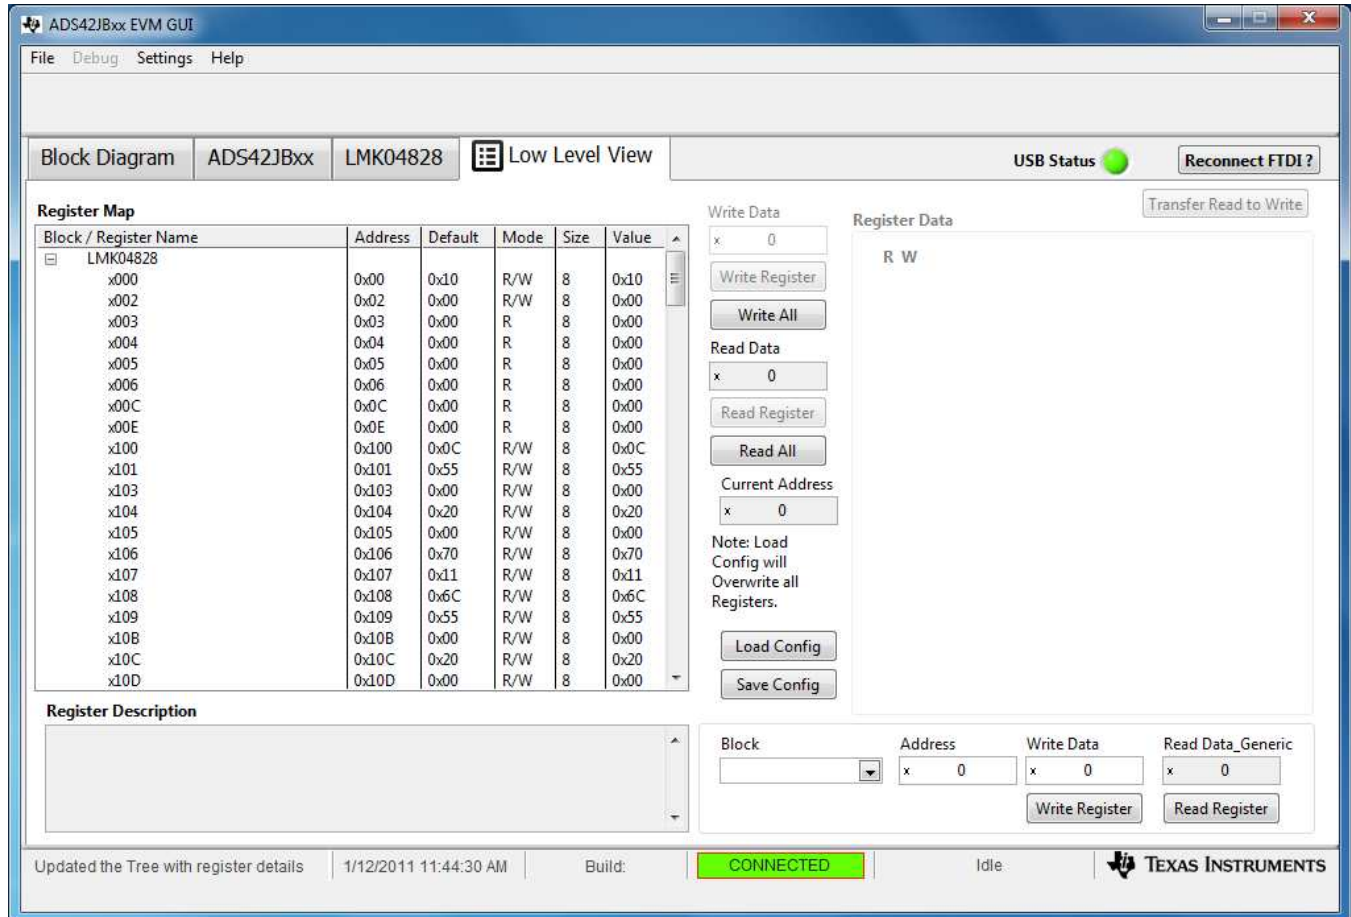 ADS42JBxx EVM GUI
File Debug Settings Help
Block Diagram ADS42JBxx LMK04828 Low Level View USB Status Reconnect FTDI ?
Transfer Read to Write
Register Map
Block / Register Name Address Default Mode Size Value
LMK04828
x000 0x00 0x10 R/W 8 0x10
x002 0x02 0x00 R/W 8 0x00
x003 0x03 0x00 R 8 0x00
x004 0x04 0x00 R 8 0x00
x005 0x05 0x00 R 8 0x00
x006 0x06 0x00 R 8 0x00
x00C 0x0C 0x00 R 8 0x00
x00E 0x0E 0x00 R 8 0x00
x100 0x100 0x0C R/W 8 0x0C
x101 0x101 0x55 R/W 8 0x55
x103 0x103 0x00 R/W 8 0x00
x104 0x104 0x20 R/W 8 0x20
x105 0x105 0x00 R/W 8 0x00
x106 0x106 0x70 R/W 8 0x70
x107 0x107 0x11 R/W 8 0x11
x108 0x108 0x6C R/W 8 0x6C
x109 0x109 0x55 R/W 8 0x55
x10B 0x10B 0x00 R/W 8 0x00
x10C 0x10C 0x20 R/W 8 0x20
x10D 0x10D 0x00 R/W 8 0x00
Write Data
x 0
Write Register
Write All
Read Data
x 0
Read Register
Read All
Current Address
x 0
Note: Load
Config will
Overwrite all
Registers.
Load Config
Save Config
Register Data
R W
Register Description
Block Address Write Data Read Data_Generic
x 0 x 0 x 0
Write Register Read Register
Updated the Tree with register details 1/12/2011 11:44:30 AM Build: CONNECTED Idle TEXAS INSTRUMENTS